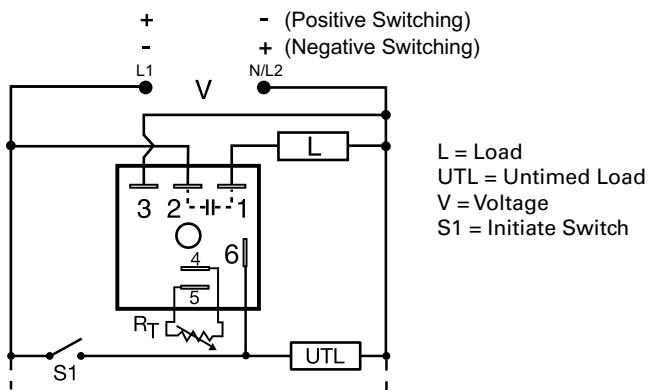 + - (Positive Switching)
- + (Negative Switching)
L1 N/L2
V
L
L = Load
UTL = Untimed Load
V = Voltage
S1 = Initiate Switch
3 2 1
6
4
5
RT
UTL
S1